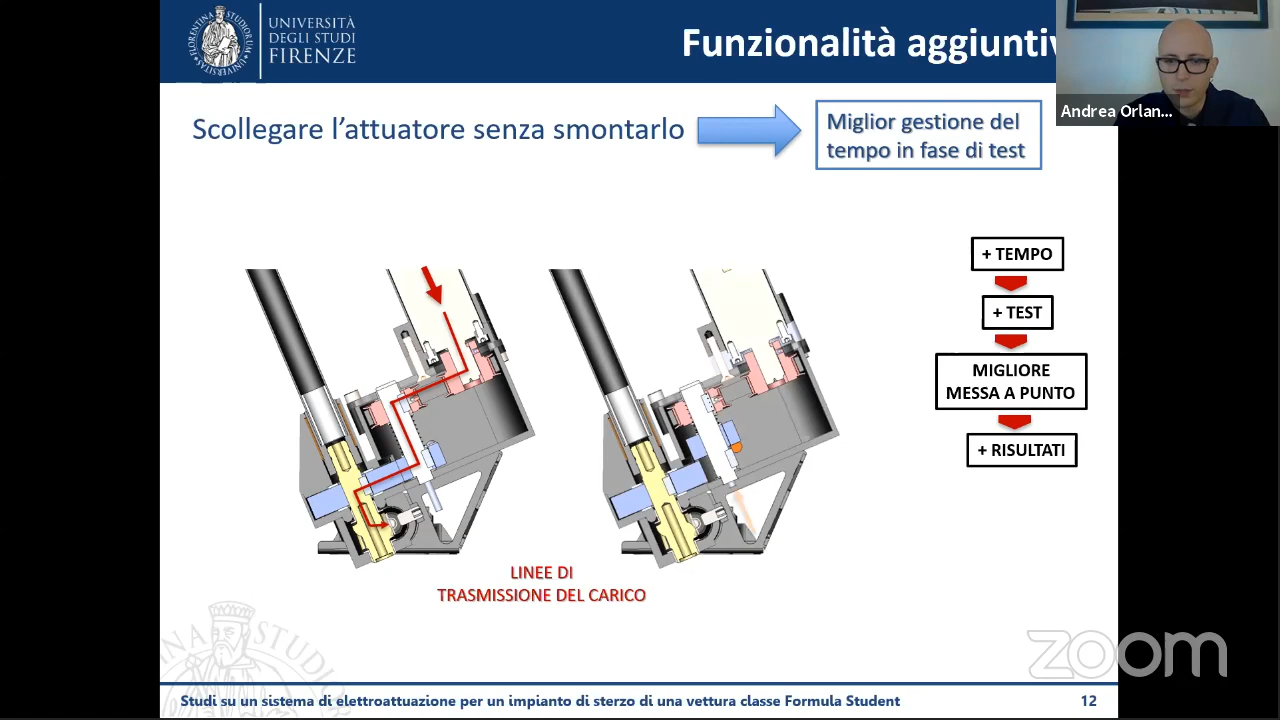 UNIVERSITÀ
DEGLI STUDI
FIRENZE
Funzionalità aggiuntiv
Andrea Orlan...
Scollegare l'attuatore senza smontarlo
Miglior gestione del
tempo in fase di test
+ TEMPO
+ TEST
MIGLIORE
MESSA A PUNTO
+ RISULTATI
LINEE DI
TRASMISSIONE DEL CARICO
zoom
Studi su un sistema di elettroattuazione per un impianto di sterzo di una vettura classe Formula Student
12